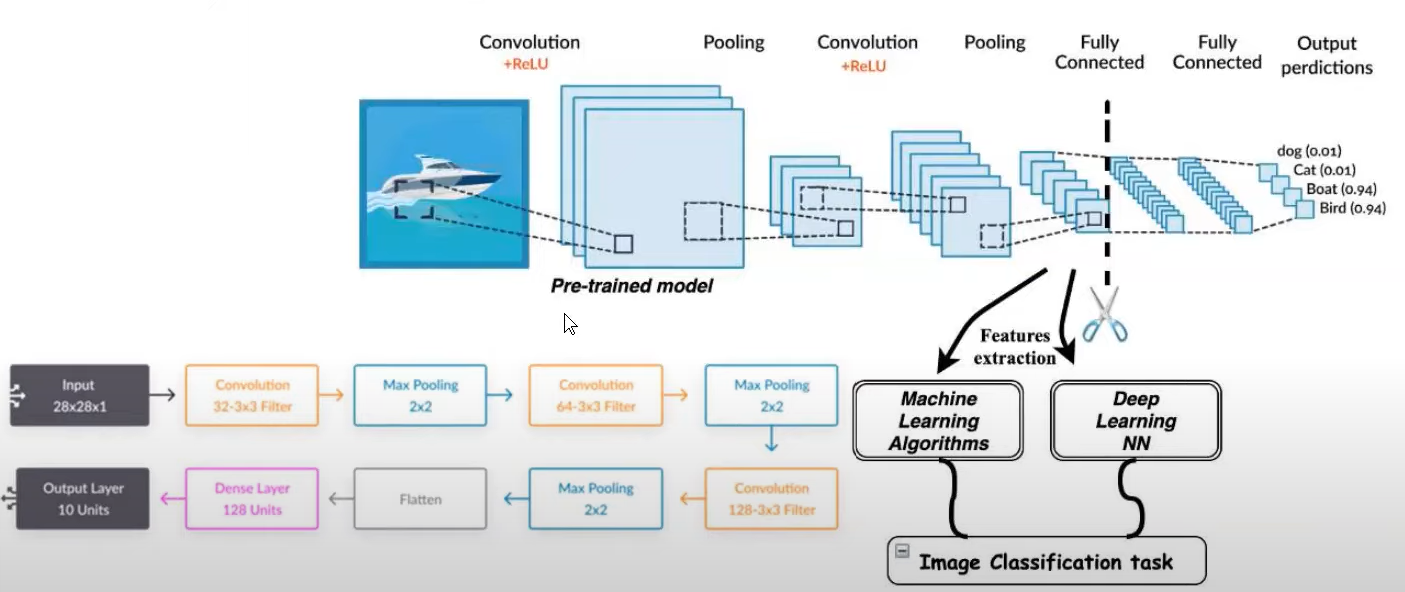 Convolution
+ReLU
Pooling
Convolution
+ReLU
Pooling
Fully
Connected
Fully
Connected
Output
perdictions
dog (0.01)
Cat (0.01)
Boat (0.94)
Bird (0.94)
Pre-trained model
Features
extraction
Input
28x28x1
Convolution
32-3x3 Filter
Max Pooling
2x2
Convolution
64-3x3 Filter
Max Pooling
2x2
Machine
Learning
Algorithms
Deep
Learning
NN
Output Layer
10 Units
Dense Layer
128 Units
Flatten
Max Pooling
2x2
Convolution
128-3x3 Filter
Image Classification task